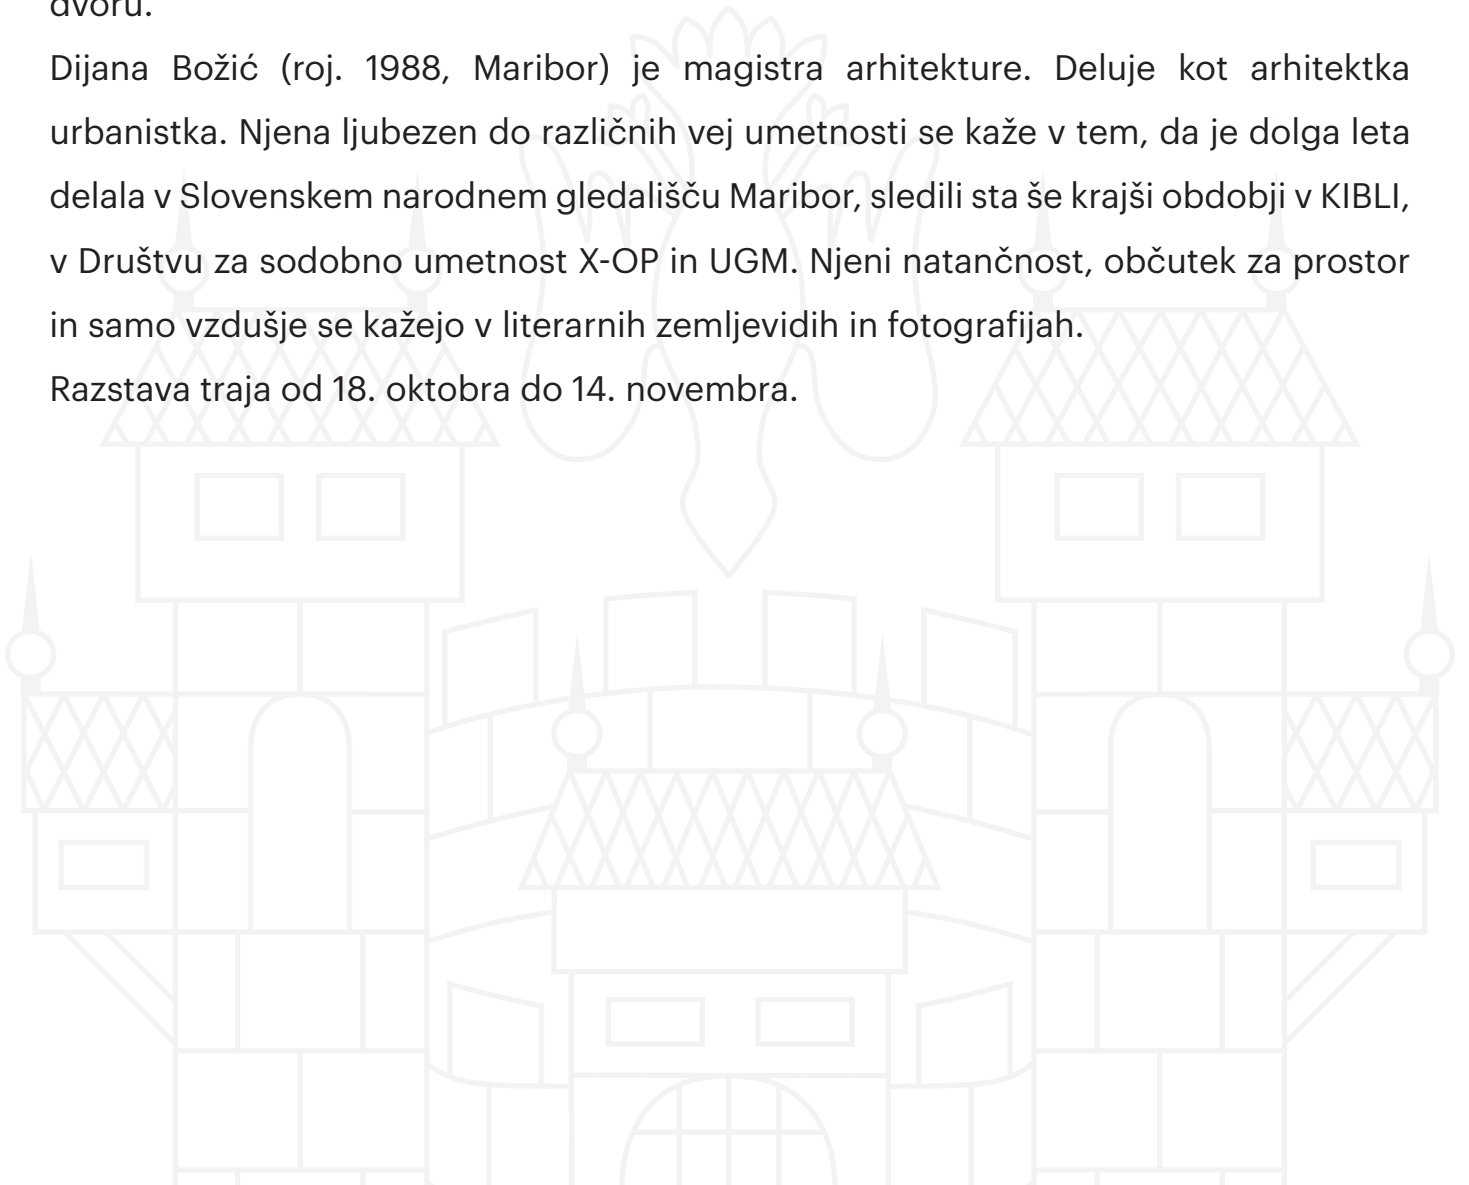 dvoru.
Dijana Božić (roj. 1988, Maribor) je magistra arhitekture. Deluje kot arhitektka
urbanistka. Njena ljubezen do različnih vej umetnosti se kaže v tem, da je dolga leta
delala v Slovenskem narodnem gledališču Maribor, sledili sta še krajši obdobji v KIBLI,
v Društvu za sodobno umetnost X-OP in UGM. Njeni natančnost, občutek za prostor
in samo vzdušje se kažejo v literarnih zemljevidih in fotografijah.
Razstava traja od 18. oktobra do 14. novembra.